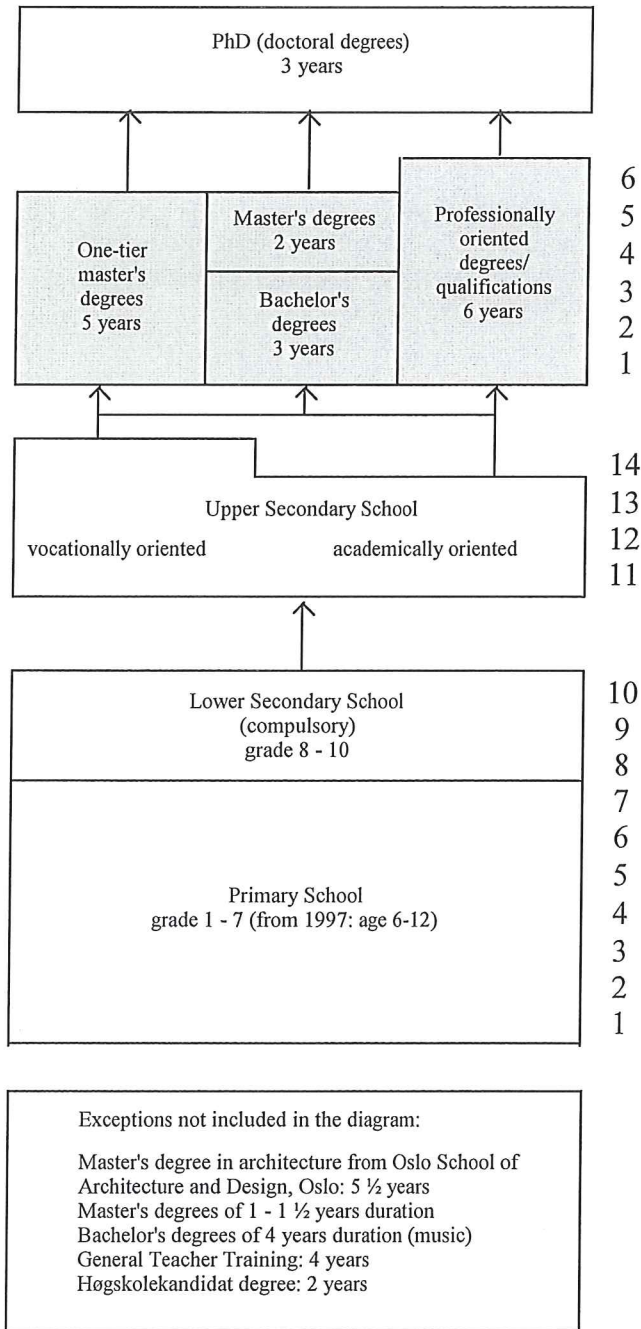 PhD (doctoral degrees)
3 years
One-tier
master's
degrees
5 years
Master's degrees
2 years
Bachelor's
degrees
3 years
Professionally
oriented
degrees/
qualifications
6 years
6
5
4
3
2
1
Upper Secondary School
vocationally oriented
academically oriented
14
13
12
11
Lower Secondary School
(compulsory)
grade 8 - 10
10
9
8
Primary School
grade 1 - 7 (from 1997: age 6-12)
7
6
5
4
3
2
1
Exceptions not included in the diagram:
Master's degree in architecture from Oslo School of
Architecture and Design, Oslo: 5 ½ years
Master's degrees of 1 - 1 ½ years duration
Bachelor's degrees of 4 years duration (music)
General Teacher Training: 4 years
Høgskolekandidat degree: 2 years